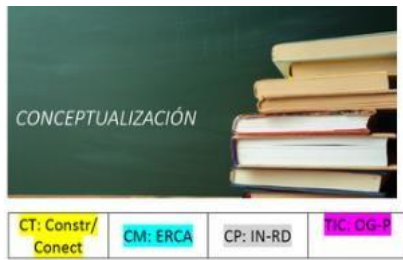 CONCEPTUALIZACIÓN
CT: Constr/
Conect
CM: ERCA
CP: IN-RD
TIC: OG-P